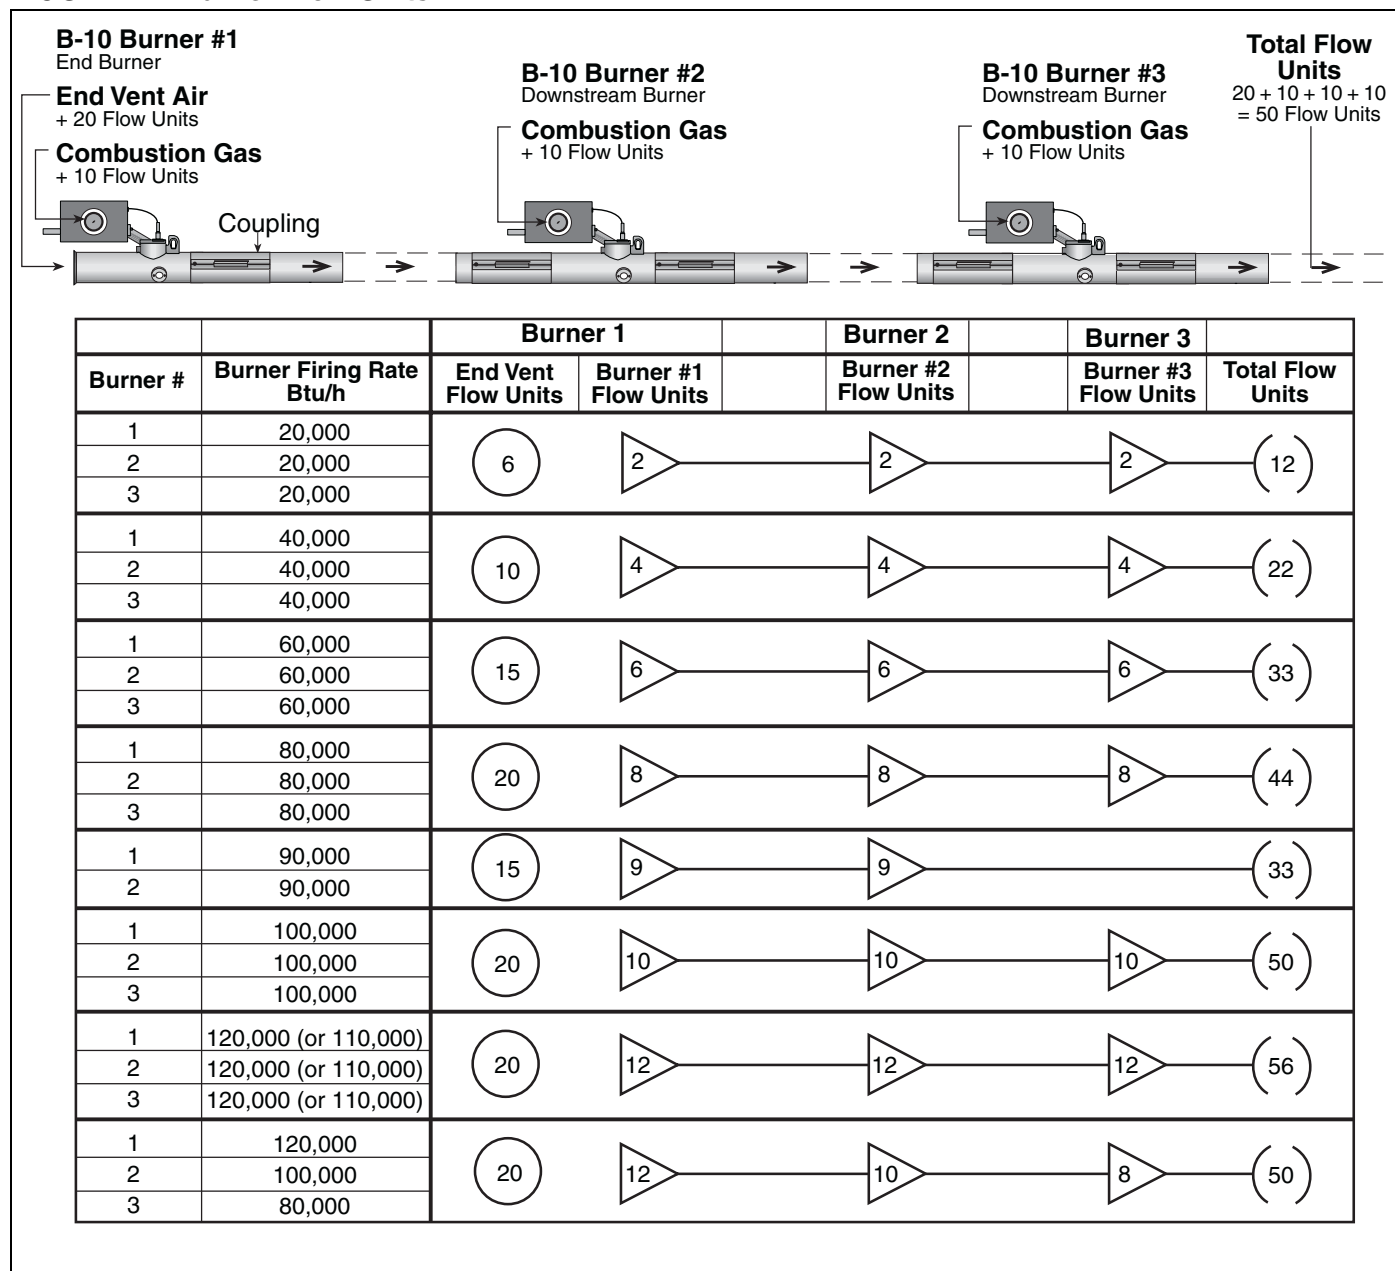 B-10 Burner #1
End Burner
End Vent Air
+ 20 Flow Units
Combustion Gas
+ 10 Flow Units
Coupling
B-10 Burner #2
Downstream Burner
Combustion Gas
+ 10 Flow Units
B-10 Burner #3
Downstream Burner
Combustion Gas
+ 10 Flow Units
Total Flow
Units
20 + 10 + 10 + 10
= 50 Flow Units
Burner 1 Burner 2 Burner 3
Burner # Burner Firing Rate Btu/h End Vent Flow Units Burner #1 Flow Units Burner #2 Flow Units Burner #3 Flow Units Total Flow Units
1 20,000
2 20,000 6 2 2 2 12
3 20,000
1 40,000
2 40,000 10 4 4 4 22
3 40,000
1 60,000
2 60,000 15 6 6 6 33
3 60,000
1 80,000
2 80,000 20 8 8 8 44
3 80,000
1 90,000 15 9 9 33
2 90,000
1 100,000
2 100,000 20 10 10 10 50
3 100,000
1 120,000 (or 110,000)
2 120,000 (or 110,000) 20 12 12 12 56
3 120,000 (or 110,000)
1 120,000
2 100,000 20 12 10 8 50
3 80,000